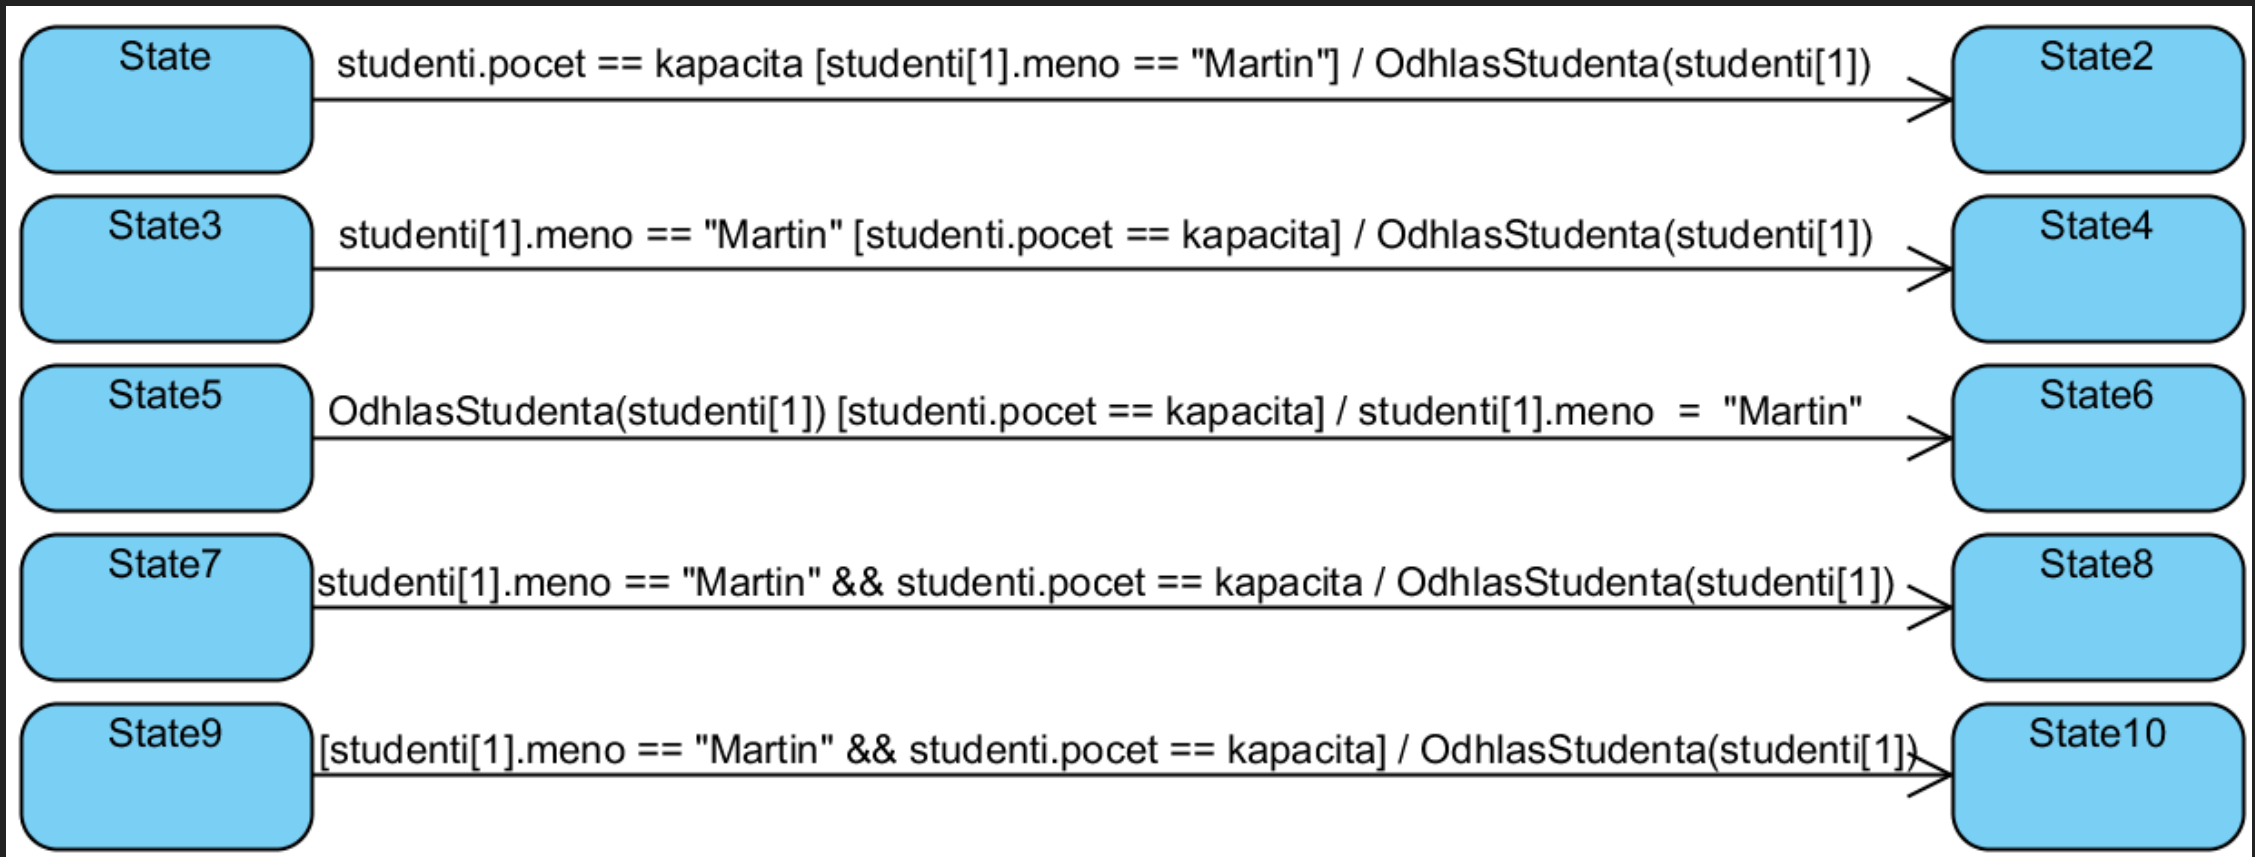 State
studenti.pocet == kapacita [studenti[1].meno == "Martin"] / OdhlasStudenta(studenti[1])
State2
State3
studenti[1].meno == "Martin" [studenti.pocet == kapacita] / OdhlasStudenta(studenti[1])
State4
State5
OdhlasStudenta(studenti[1]) [studenti.pocet == kapacita] / studenti[1].meno = "Martin"
State6
State7
studenti[1].meno == "Martin" && studenti.pocet == kapacita / OdhlasStudenta(studenti[1])
State8
State9
[studenti[1].meno == "Martin" && studenti.pocet == kapacita] / OdhlasStudenta(studenti[1])
State10